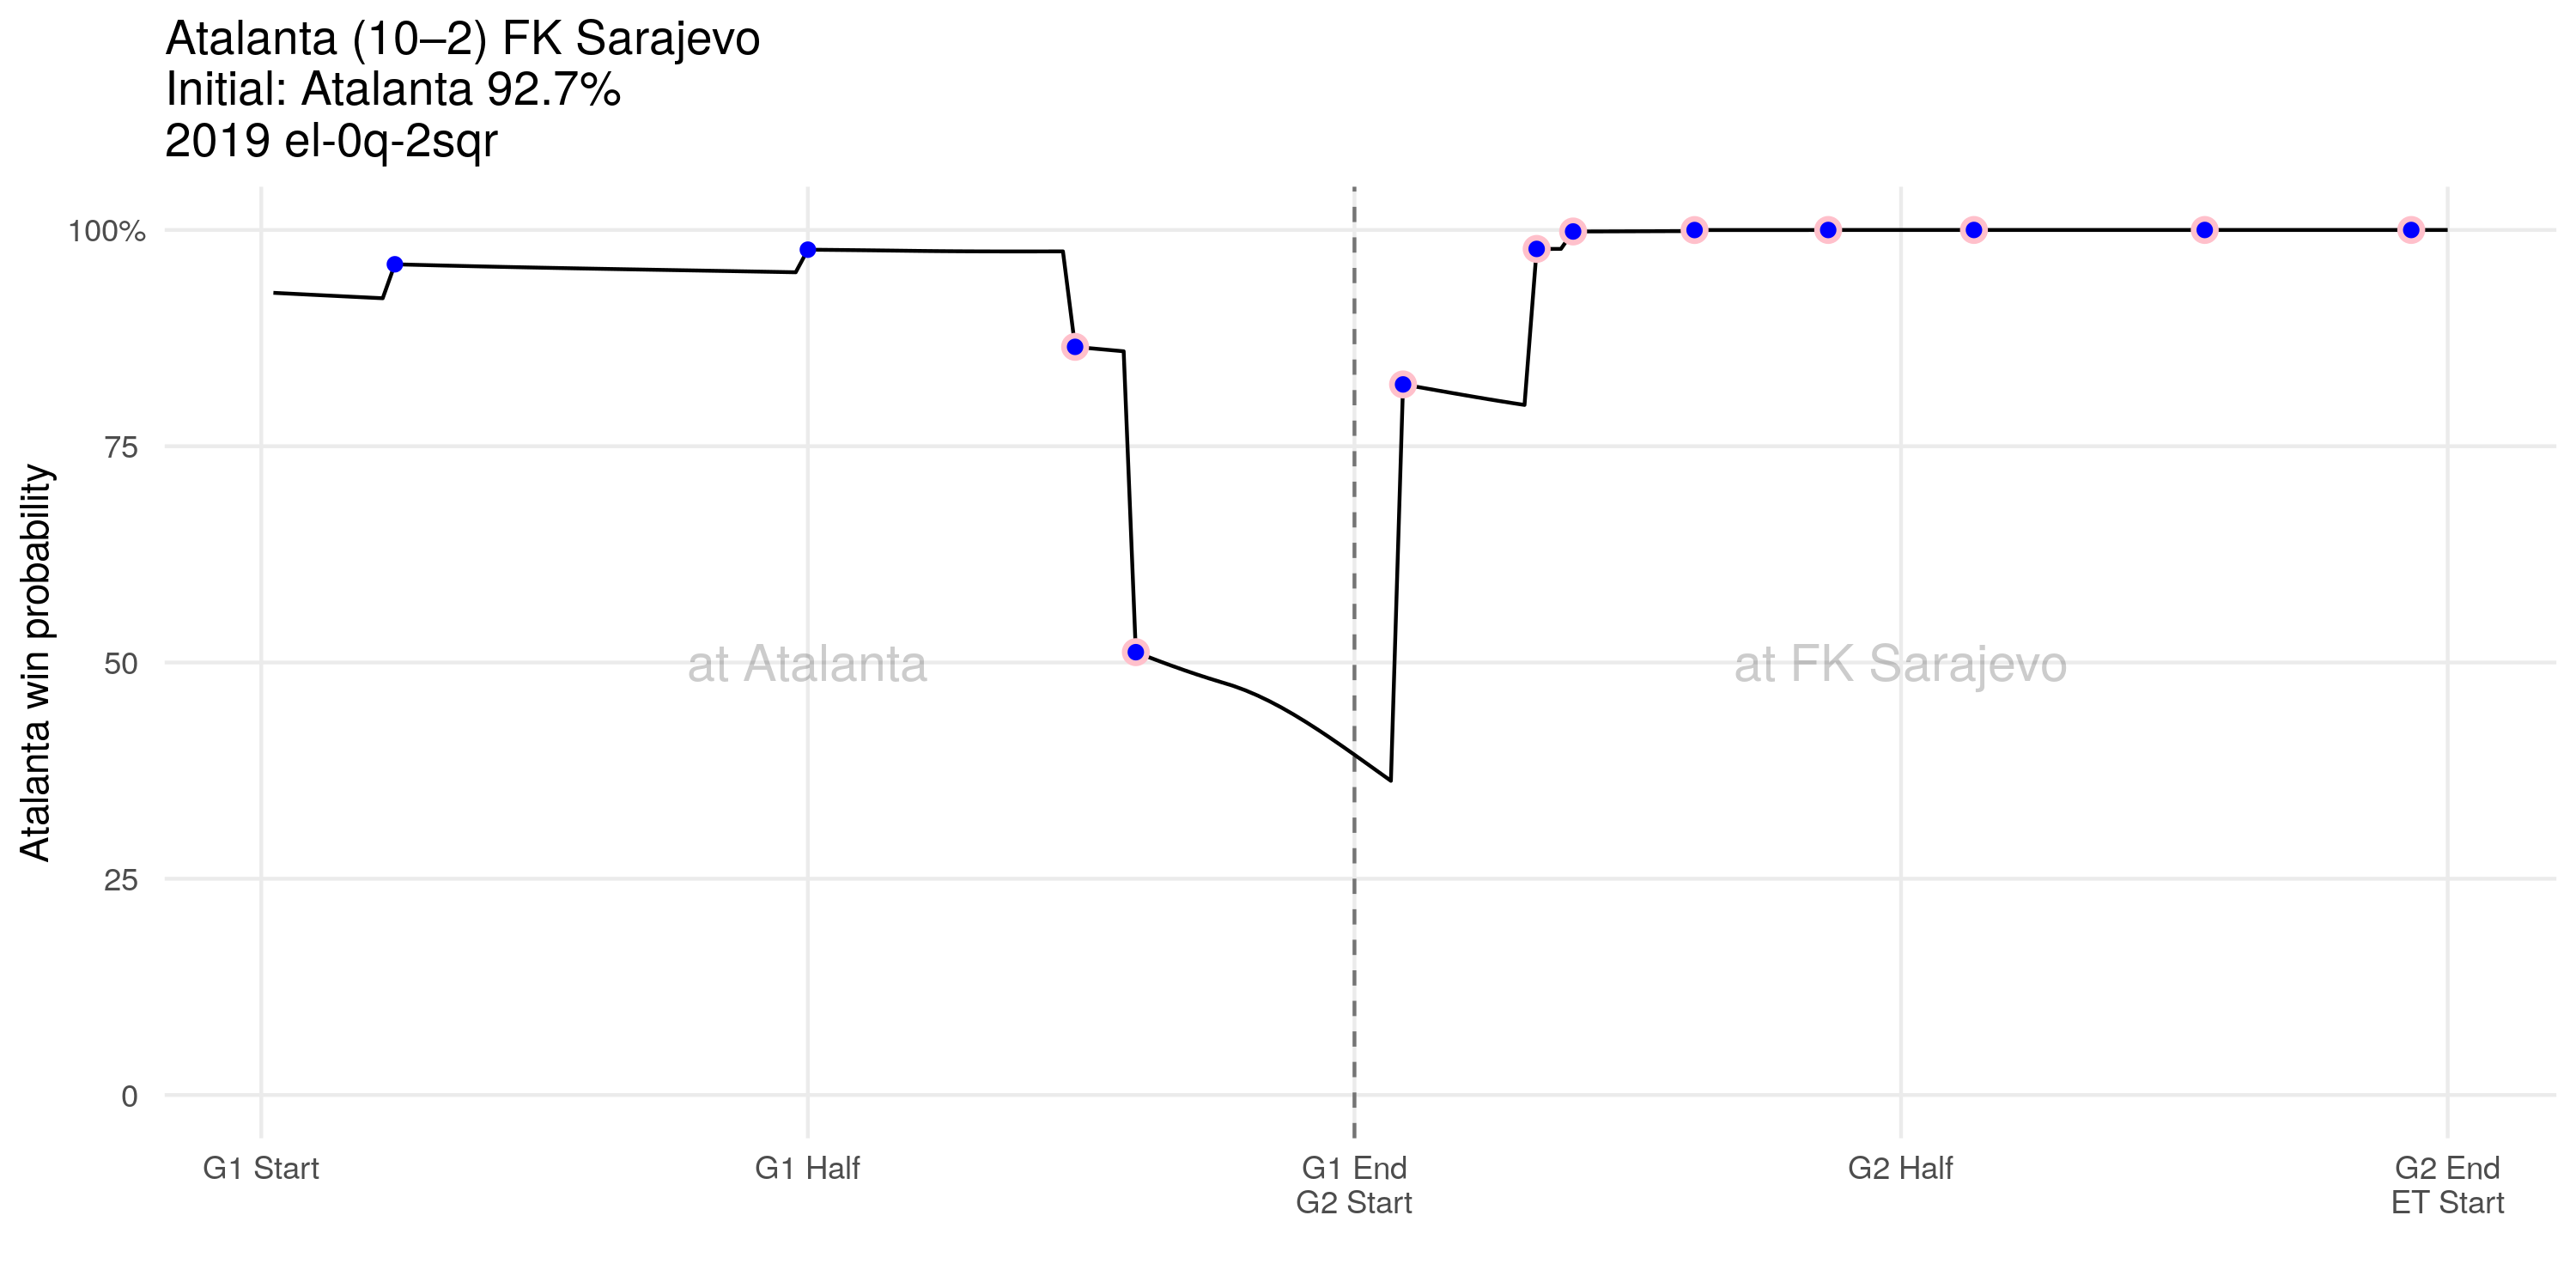 Atalanta (10–2) FK Sarajevo
Initial: Atalanta 92.7%
2019 el-0q-2sqr
Atalanta win probability
100%
75
50
25
0
at Atalanta
at FK Sarajevo
G1 Start
G1 Half
G1 End
G2 Start
G2 Half
G2 End
ET Start